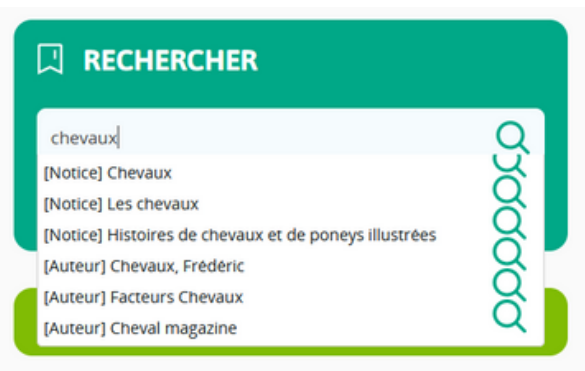 RECHERCHER
chevaux
[Notice] Chevaux
[Notice] Les chevaux
[Notice] Histoires de chevaux et de poneys illustrées
[Auteur] Chevaux, Frédéric
[Auteur] Facteurs Chevaux
[Auteur] Cheval magazine